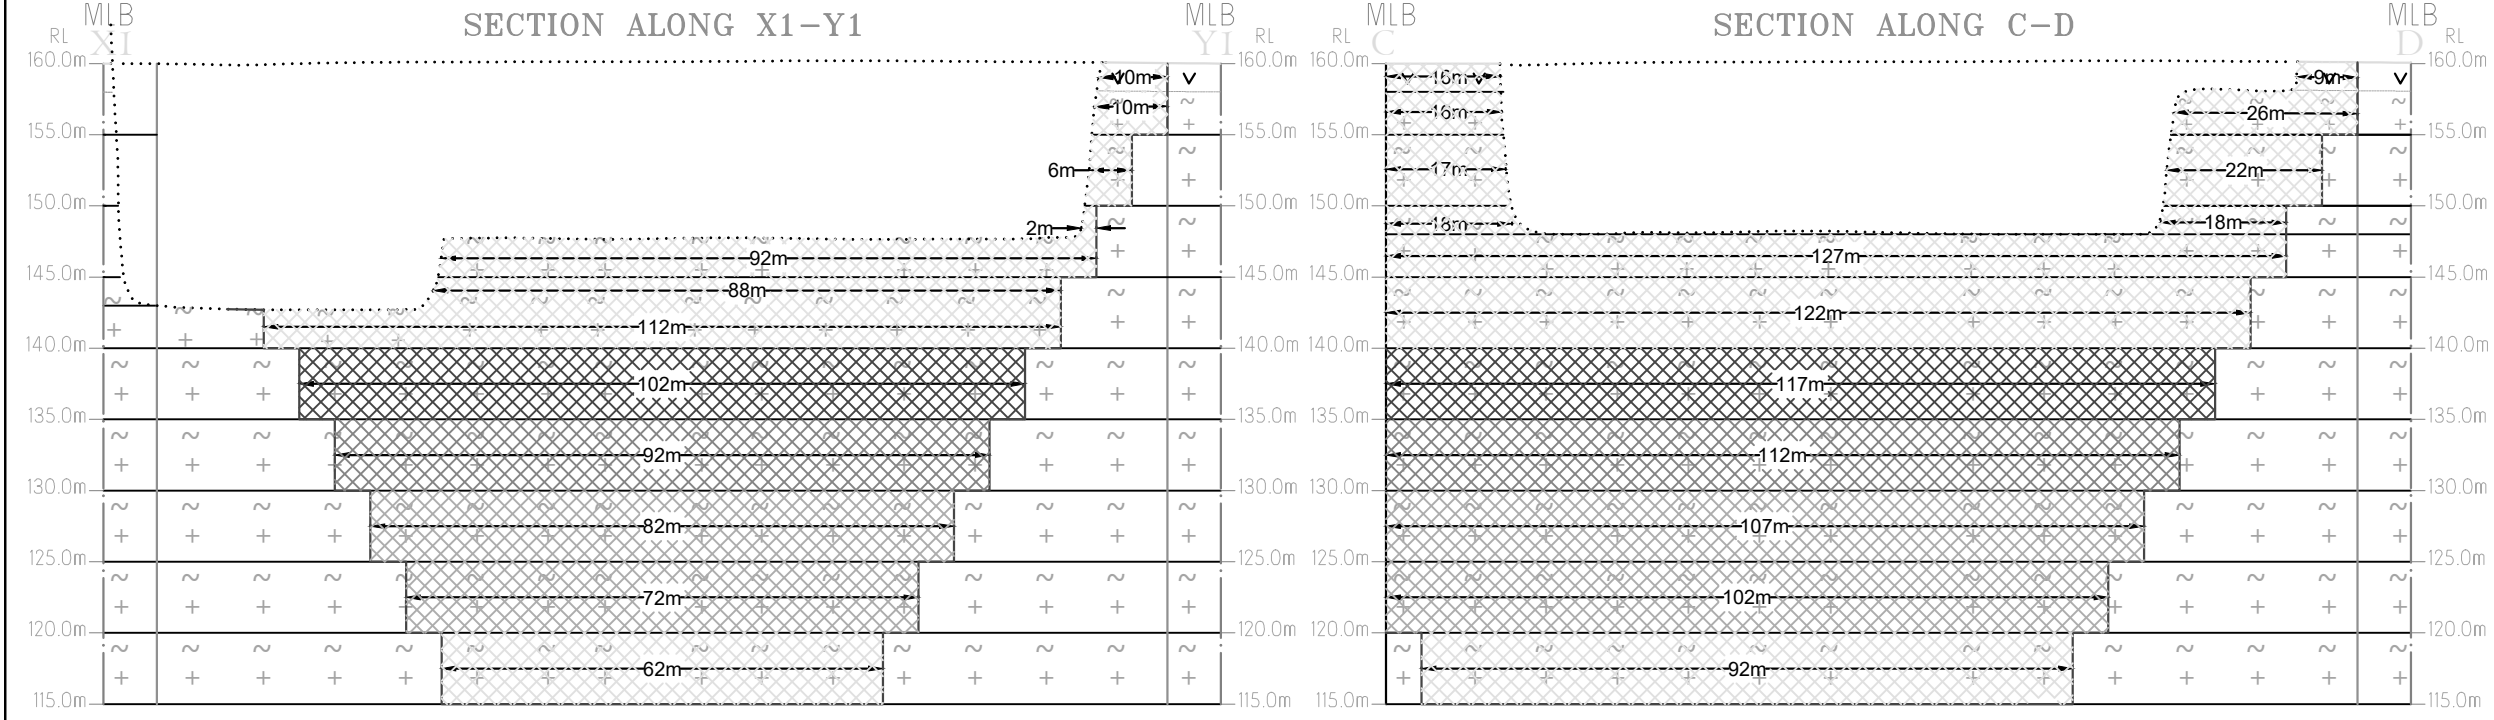 MLB SECTION ALONG X1-Y1 MLB
RL X1 Y1 RL
160.0m 10m 160.0m
10m
155.0m 155.0m
6m
150.0m 150.0m
2m
92m
145.0m 145.0m
88m
112m
140.0m 140.0m
102m
135.0m 135.0m
92m
130.0m 130.0m
82m
125.0m 125.0m
72m
120.0m 120.0m
62m
115.0m 115.0m
MLB SECTION ALONG C-D MLB
RL C D RL
160.0m 16m 9m 160.0m
16m 26m
155.0m 155.0m
17m 22m
150.0m 150.0m
18m 18m
127m
145.0m 145.0m
122m
140.0m 140.0m
117m
135.0m 135.0m
112m
130.0m 130.0m
107m
125.0m 125.0m
102m
120.0m 120.0m
92m
115.0m 115.0m